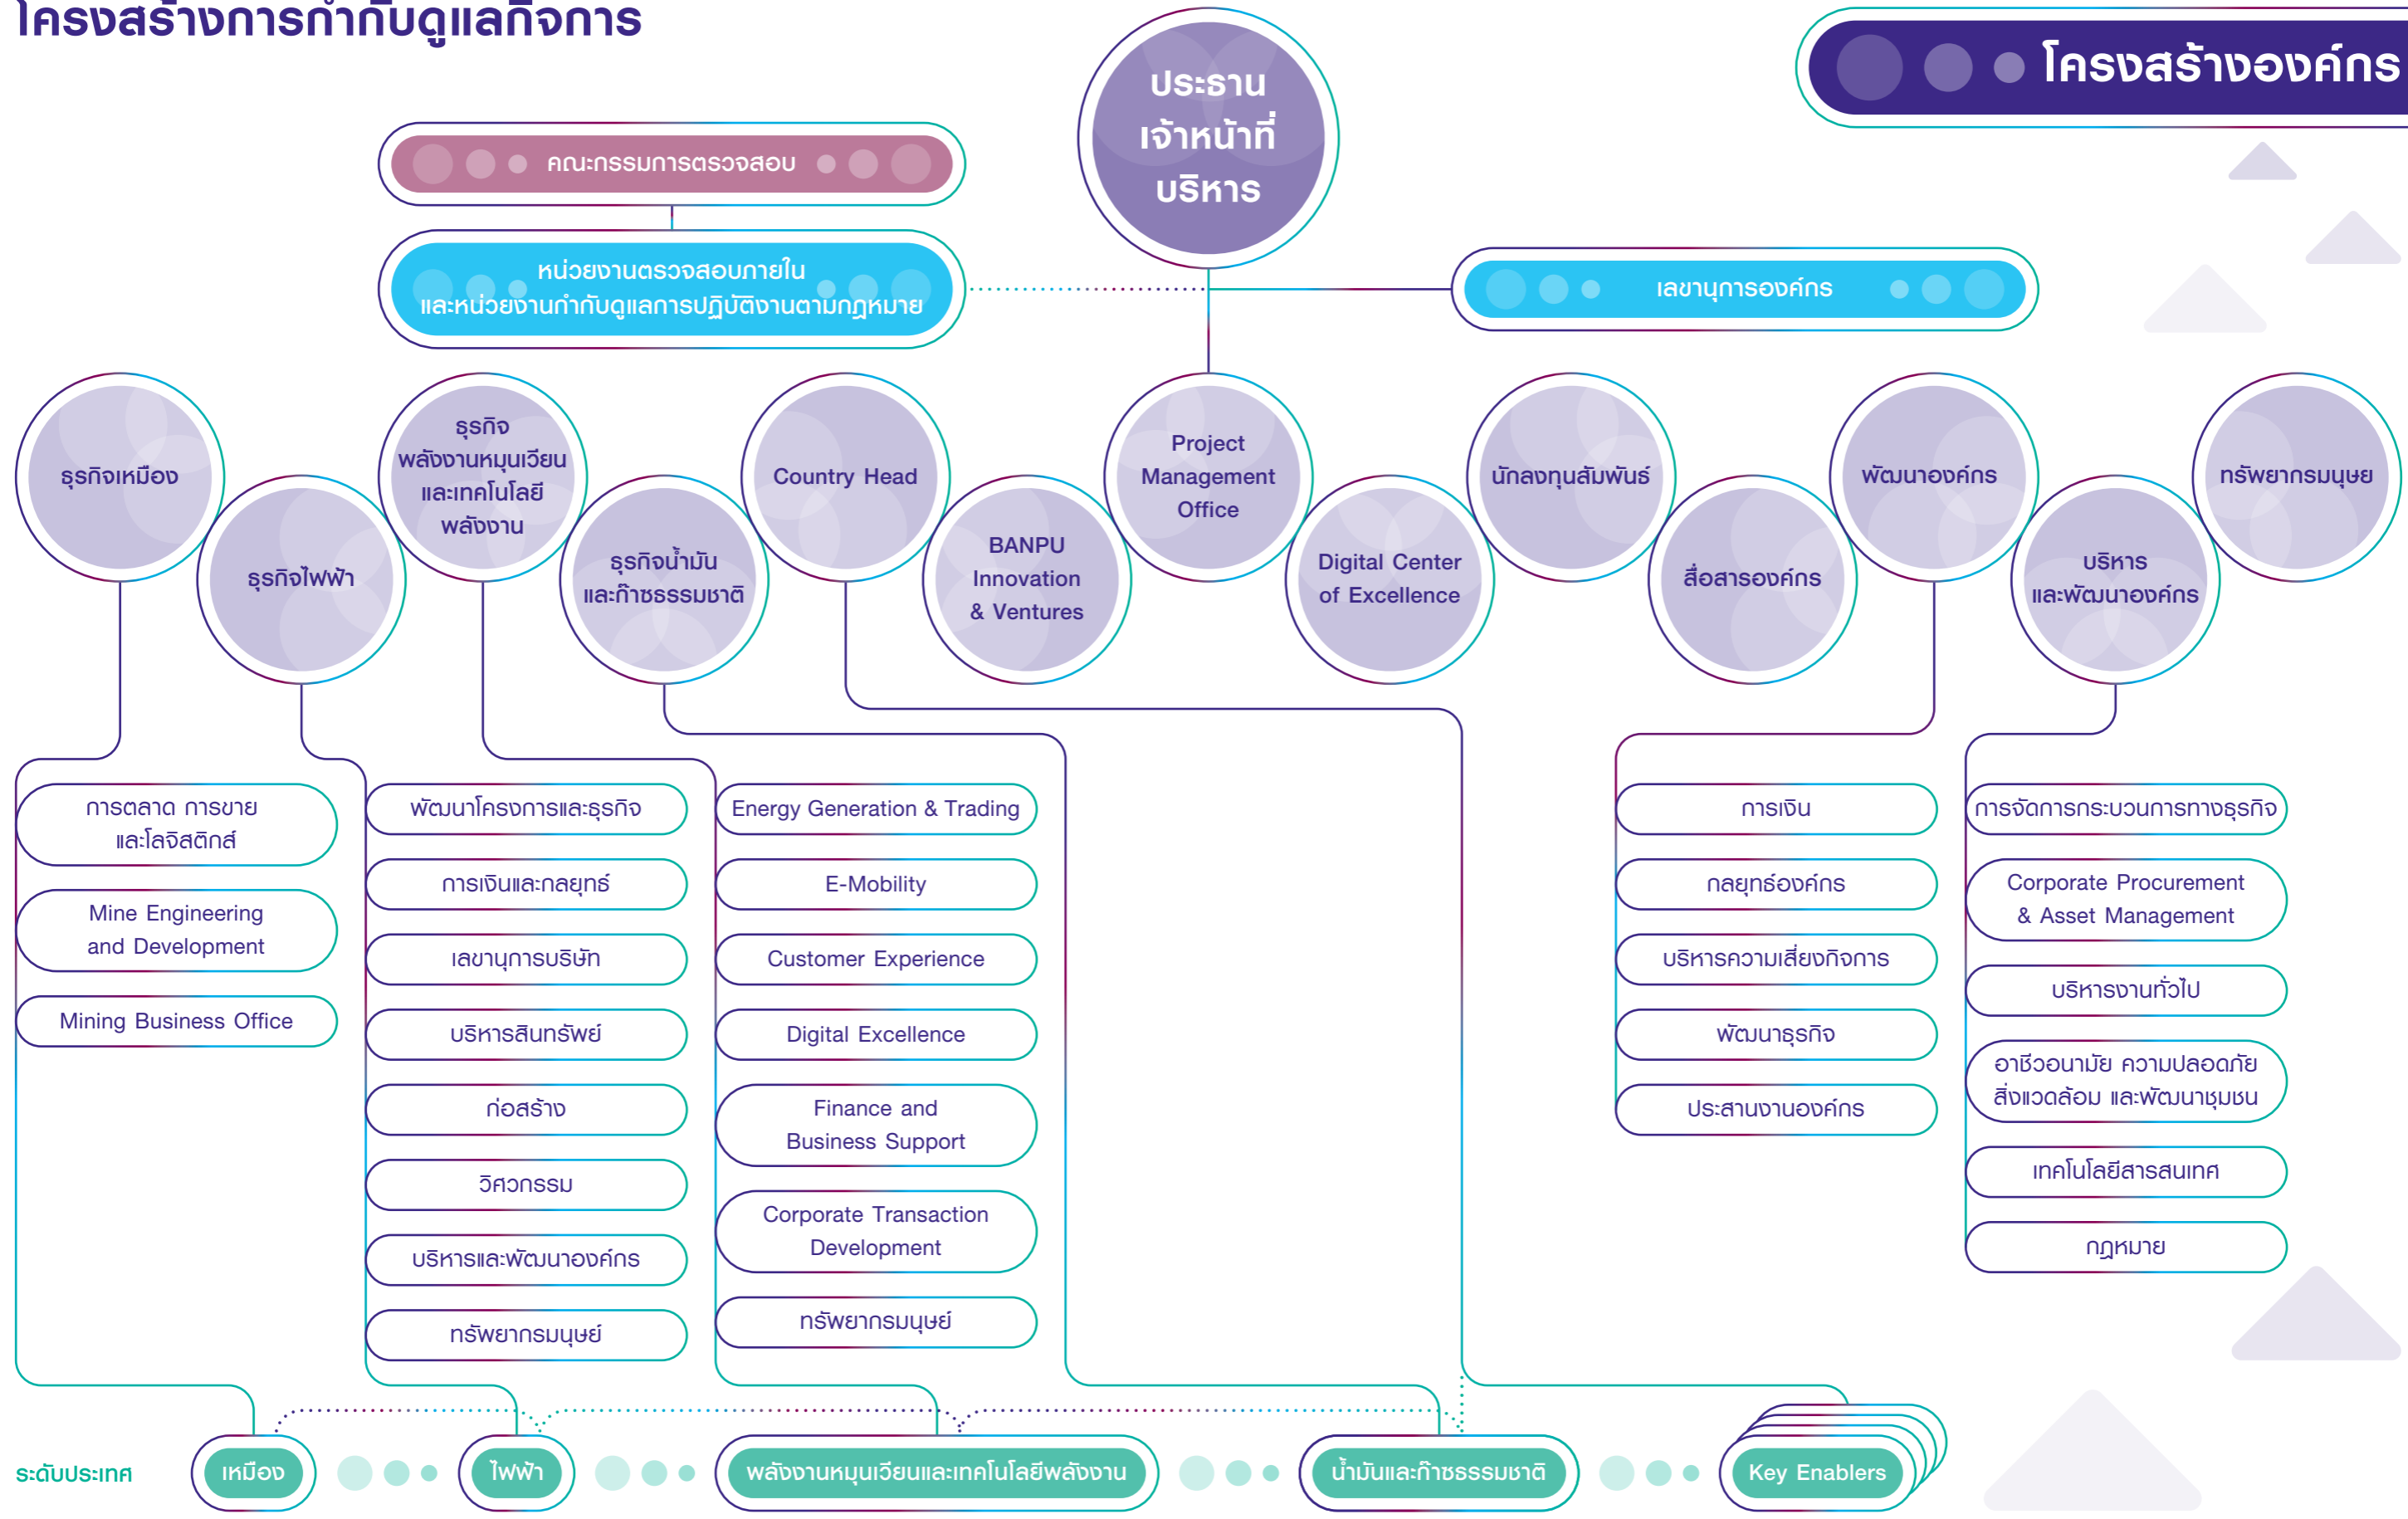 โครงสร้างการกำกับดูแลกิจการ
โครงสร้างองค์กร
ประธาน
เจ้าหน้าที่
บริหาร
คณะกรรมการตรวจสอบ
หน่วยงานตรวจสอบภายใน
และหน่วยงานกำกับดูแลการปฏิบัติงานตามกฎหมาย
เลขานุการองค์กร
ธุรกิจเหมือง
ธุรกิจไฟฟ้า
ธุรกิจ
พลังงานหมุนเวียน
และเทคโนโลยี
พลังงาน
ธุรกิจน้ำมัน
และก๊าซธรรมชาติ
Country Head
BANPU
Innovation
& Ventures
Project
Management
Office
Digital Center
of Excellence
นักลงทุนสัมพันธ์
สื่อสารองค์กร
พัฒนาองค์กร
บริหาร
และพัฒนาองค์กร
ทรัพยากรมนุษย
การตลาด การขาย
และโลจิสติกส์
Mine Engineering
and Development
Mining Business Office
พัฒนาโครงการและธุรกิจ
การเงินและกลยุทธ์
เลขานุการบริษัท
บริหารสินทรัพย์
ก่อสร้าง
วิศวกรรม
บริหารและพัฒนาองค์กร
ทรัพยากรมนุษย์
Energy Generation & Trading
E-Mobility
Customer Experience
Digital Excellence
Finance and
Business Support
Corporate Transaction
Development
ทรัพยากรมนุษย์
การเงิน
กลยุทธ์องค์กร
บริหารความเสี่ยงกิจการ
พัฒนาธุรกิจ
ประสานงานองค์กร
การจัดการกระบวนการทางธุรกิจ
Corporate Procurement
& Asset Management
บริหารงานทั่วไป
อาชีวอนามัย ความปลอดภัย
สิ่งแวดล้อม และพัฒนาชุมชน
เทคโนโลยีสารสนเทศ
กฎหมาย
ระดับประเทศ
เหมือง
ไฟฟ้า
พลังงานหมุนเวียนและเทคโนโลยีพลังงาน
น้ำมันและก๊าซธรรมชาติ
Key Enablers